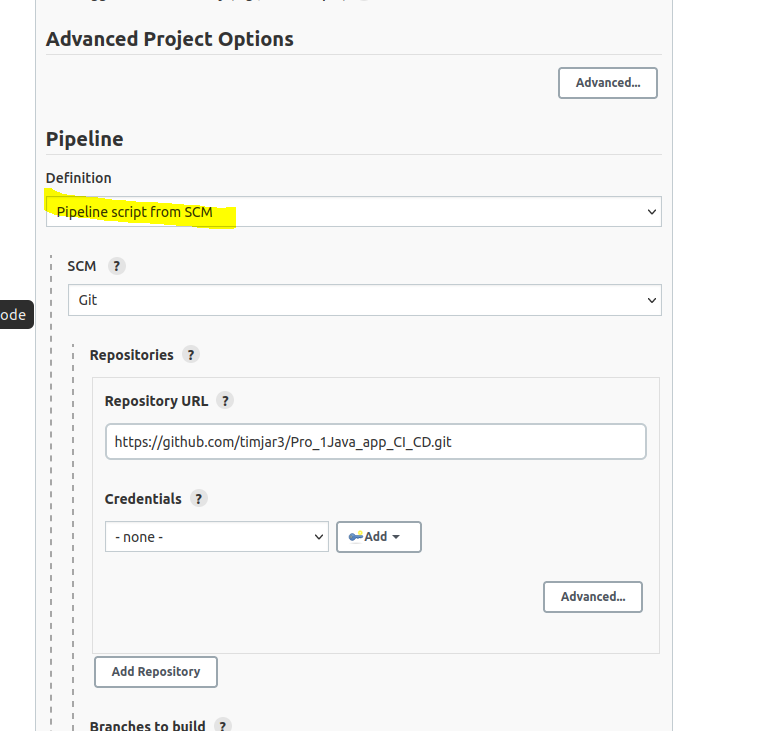 Advanced Project Options
Advanced...
Pipeline
Definition
Pipeline script from SCM
SCM ?
Git
ode
Repositories ?
Repository URL ?
https://github.com/timjar3/Pro_1Java_app_CI_CD.git
Credentials ?
- none - Add
Advanced...
Add Repository
Branches to build ?